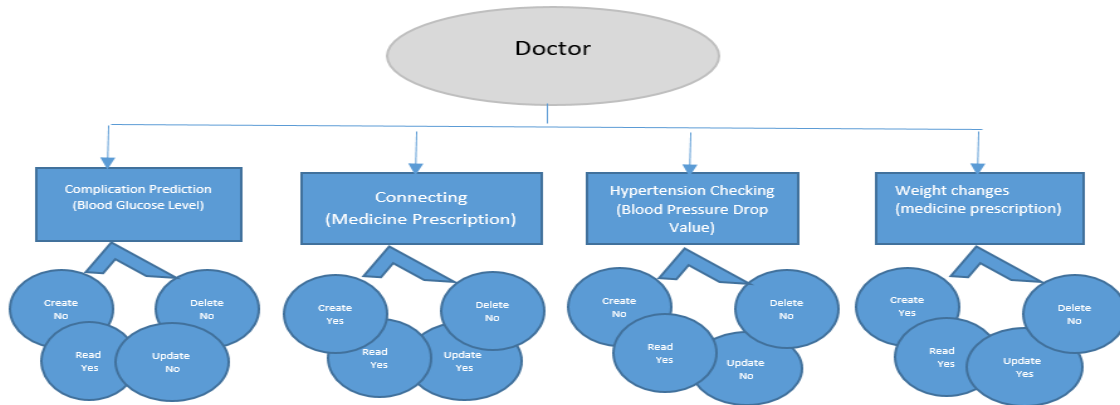 Doctor
Complication Prediction
(Blood Glucose Level)
Connecting
(Medicine Prescription)
Hypertension Checking
(Blood Pressure Drop
Value)
Weight changes
(medicine prescription)
Create
No
Read
Yes
Update
No
Delete
No
Create
Yes
Read
Yes
Update
Yes
Delete
No
Create
No
Read
Yes
Update
No
Delete
No
Create
Yes
Read
Yes
Update
Yes
Delete
No